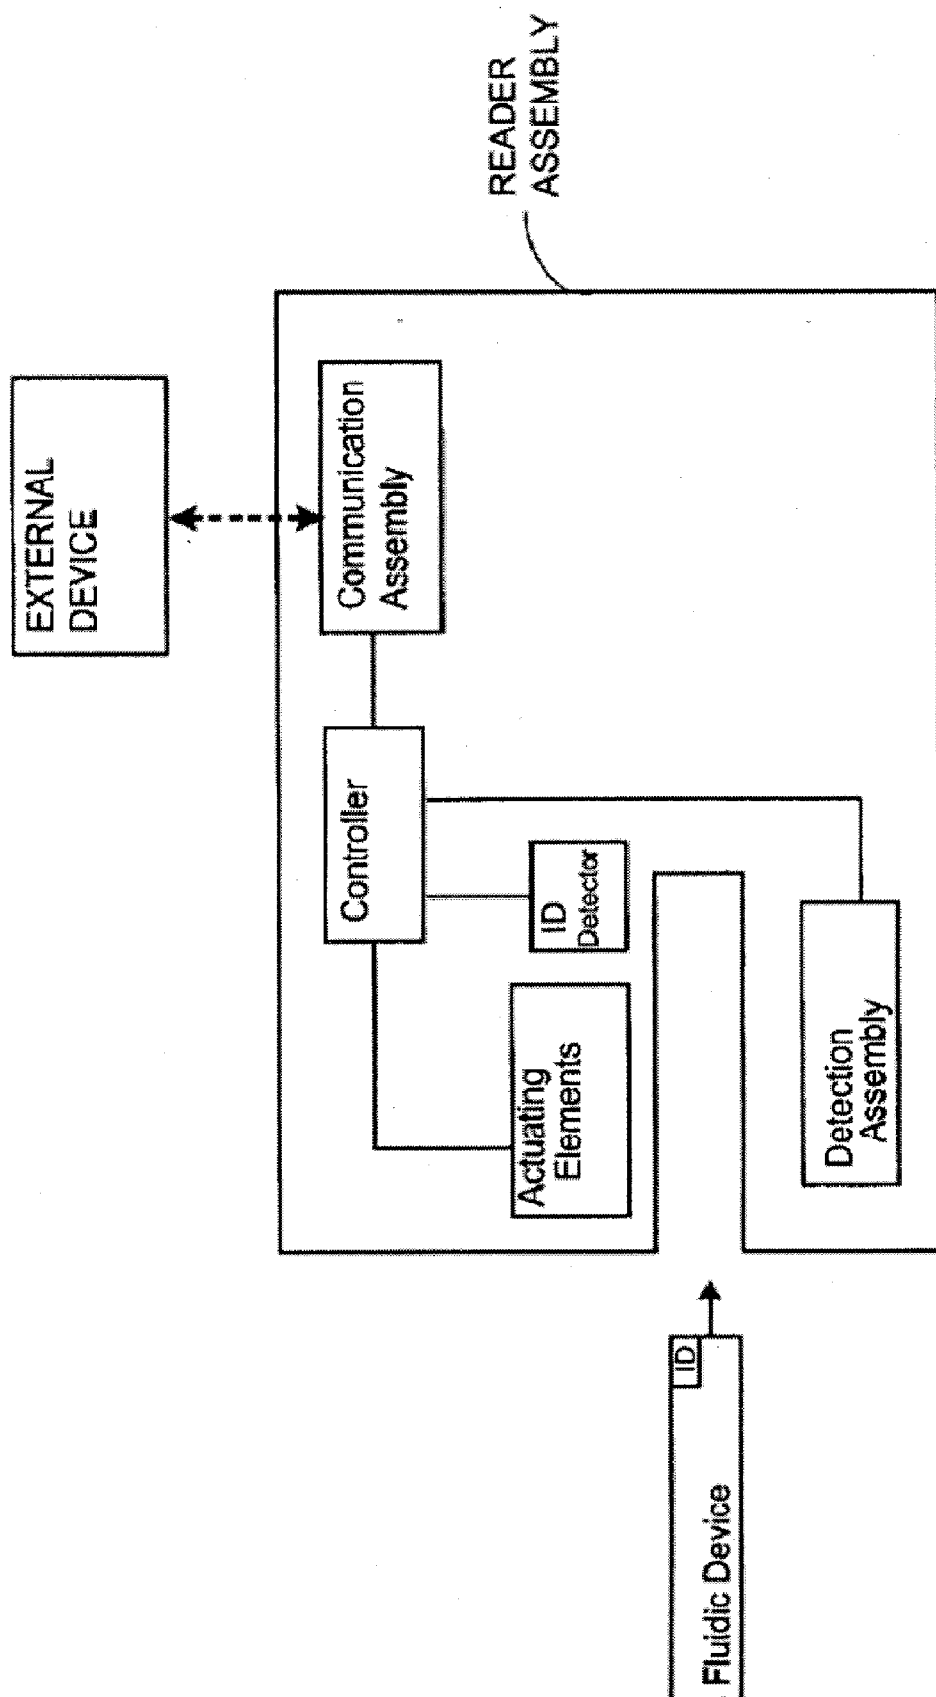 EXTERNAL
DEVICE
READER
ASSEMBLY
Communication
Assembly
Controller
ID
Detector
Actuating
Elements
Detection
Assembly
ID
Fluidic Device